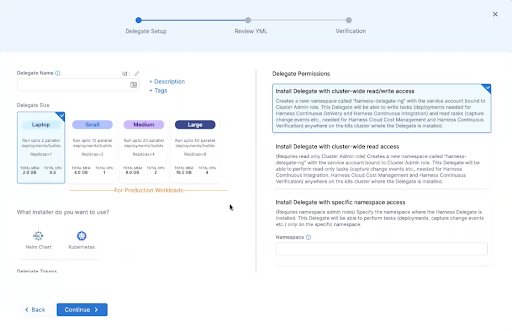 Delegate Setup
Review YML
Verification
Delegate Name
Id :
+ Description
+ Tags
Delegate Size
Laptop
Run upto 2 parallel
deployments/builds
Replicas=1
TOTAL MEM TOTAL CPU
2.0 GB 0.5
Small
Run upto 10 parallel
deployments/builds
Replicas=2
TOTAL MEM TOTAL CPU
4.0 GB 1
Medium
Run upto 20 parallel
deployments/builds
Replicas=4
TOTAL MEM TOTAL CPU
8.0 GB 2
Large
Run upto 40 parallel
deployments/builds
Replicas=8
TOTAL MEM TOTAL CPU
16.0 GB 4
For Production Workloads
What installer do you want to use?
Helm Chart
Kubernetes
Delegate Tokens
Delegate Permissions
Install Delegate with cluster-wide read/write access
Creates a new namespace called "harness-delegate-ng" with the service account bound to
Cluster Admin role. This Delegate will be able to write tasks (deployments needed for
Harness Continuous Delivery and Harness Continuous Integration) and read tasks (capture
change events etc., needed for Harness Cloud Cost Management and Harness Continuous
Verification) anywhere on the k8s cluster where the Delegate is installed.
Install Delegate with cluster-wide read access
(Requires read only Cluster Admin role) Creates a new namespace called "harness-
delegate-ng" with the service account bound to Cluster Admin role. This Delegate will be
able to perform read-only tasks (capture change events etc., needed for Harness
Continuous Integration, Harness Cloud Cost Management and Harness Continuous
Verification) anywhere on the k8s cluster where the Delegate is installed.
Install Delegate with specific namespace access
(Requires namespace admin roles) Specify the namespace where the Harness Delegate is
installed. This Delegate will be able to perform tasks (deployments, capture change events
etc.) only on the specific namespace.
Namespace
Back
Continue